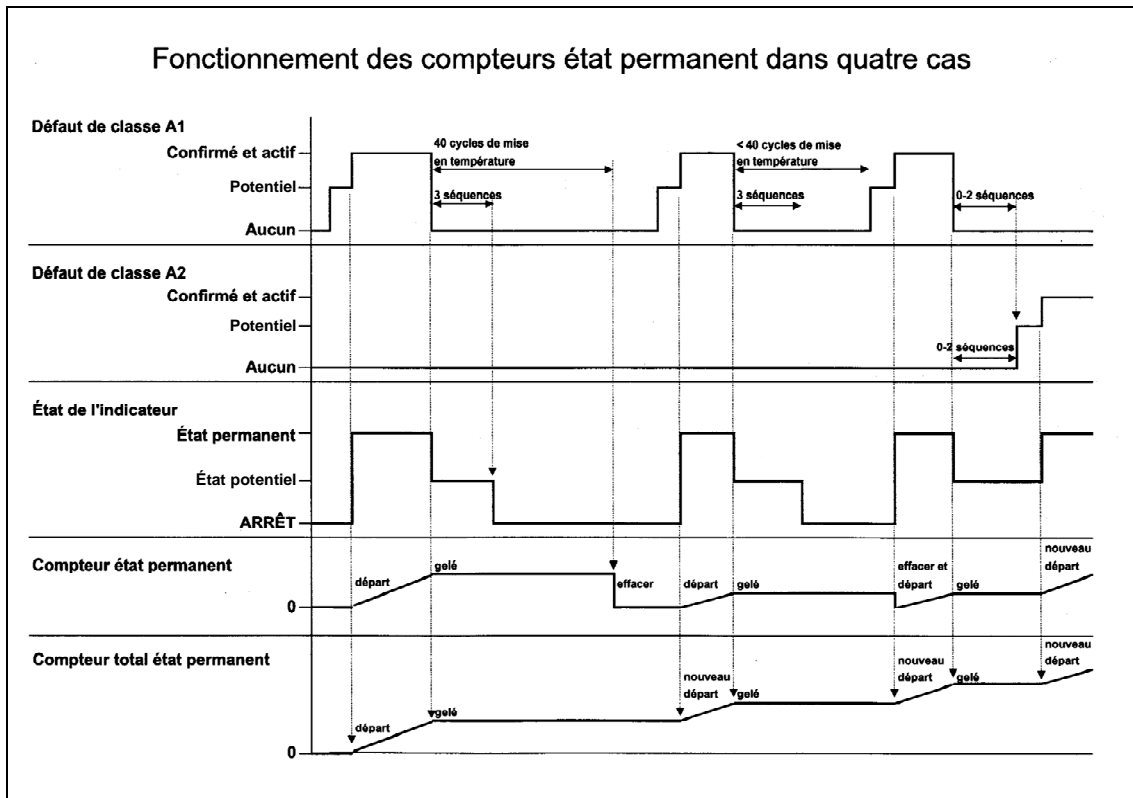 Fonctionnement des compteurs état permanent dans quatre cas
Défaut de classe A1
Confirmé et actif
Potentiel
Aucun
40 cycles de mise
en température
3 séquences
< 40 cycles de mise
en température
3 séquences
0-2 séquences
Défaut de classe A2
Confirmé et actif
Potentiel
Aucun
0-2 séquences
État de l'indicateur
État permanent
État potentiel
ARRÊT
Compteur état permanent
0
départ
gelé
effacer
départ
gelé
effacer et
départ
gelé
nouveau
départ
Compteur total état permanent
0
départ
gelé
nouveau
départ
gelé
nouveau
départ
gelé
nouveau
départ